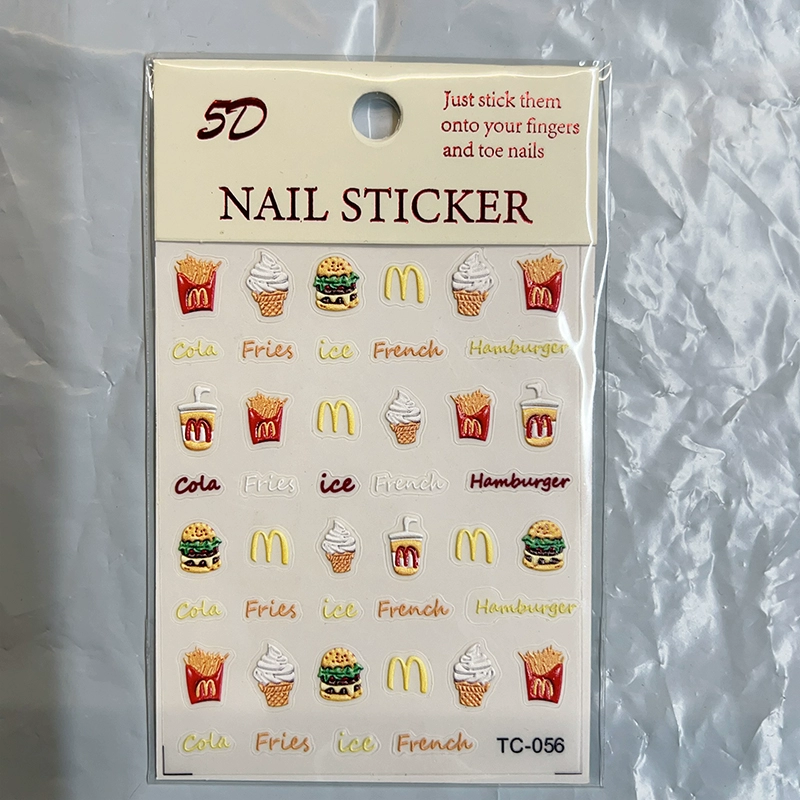 5D
Just stick them
onto your fingers
and toe nails
NAIL STICKER
Cola Fries ice French Hamburger
Cola Fries ice French Hamburger
Cola Fries ice French Hamburger
Cola Fries ice French TC-056